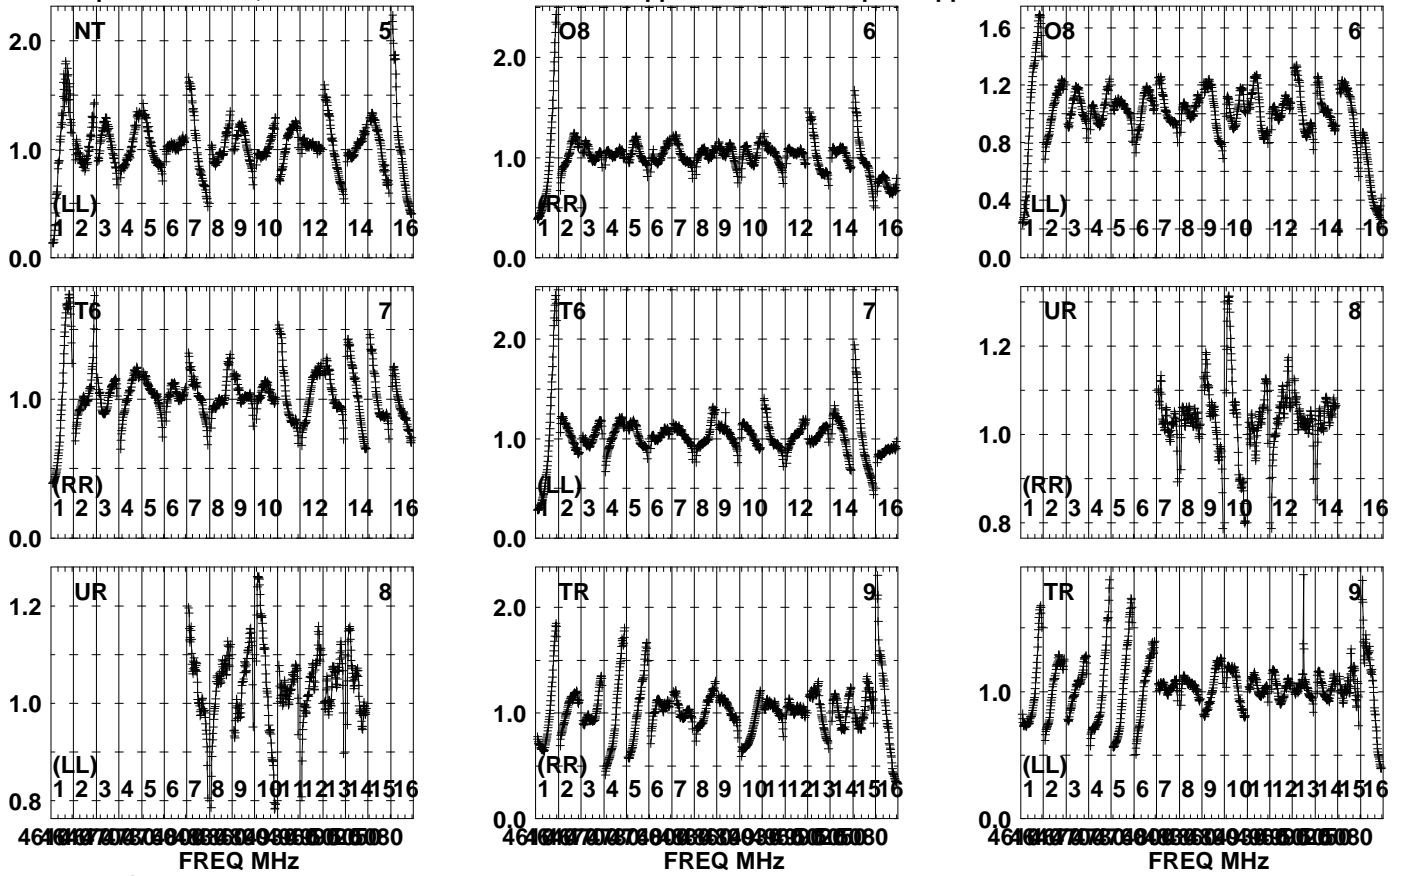 NT 5
2.0
1.0
0.0
(LL)
1 2 3 4 5 6 7 8 9 10 12 14 16
O8 6
2.0
1.0
0.0
(RR)
1 2 3 4 5 6 7 8 9 10 12 14 16
O8 6
1.6
1.2
0.8
0.4
0.0
(LL)
1 2 3 4 5 6 7 8 9 10 12 14 16
T6 7
1.0
0.0
(RR)
1 2 3 4 5 6 7 8 9 10 12 14 16
T6 7
2.0
1.0
0.0
(LL)
1 2 3 4 5 6 7 8 9 10 12 14 16
UR 8
1.2
1.0
0.8
(RR)
1 2 3 4 5 6 7 8 9 10 12 14 16
UR 8
1.2
1.0
0.8
(LL)
1 2 3 4 5 6 7 8 9 10 11 12 13 14 15 16
FREQ MHz
TR 9
2.0
1.0
0.0
(RR)
1 2 3 4 5 6 7 8 9 10 11 12 13 14 15 16
FREQ MHz
TR 9
1.0
0.0
(LL)
1 2 3 4 5 6 7 8 9 10 11 12 13 14 15 16
FREQ MHz